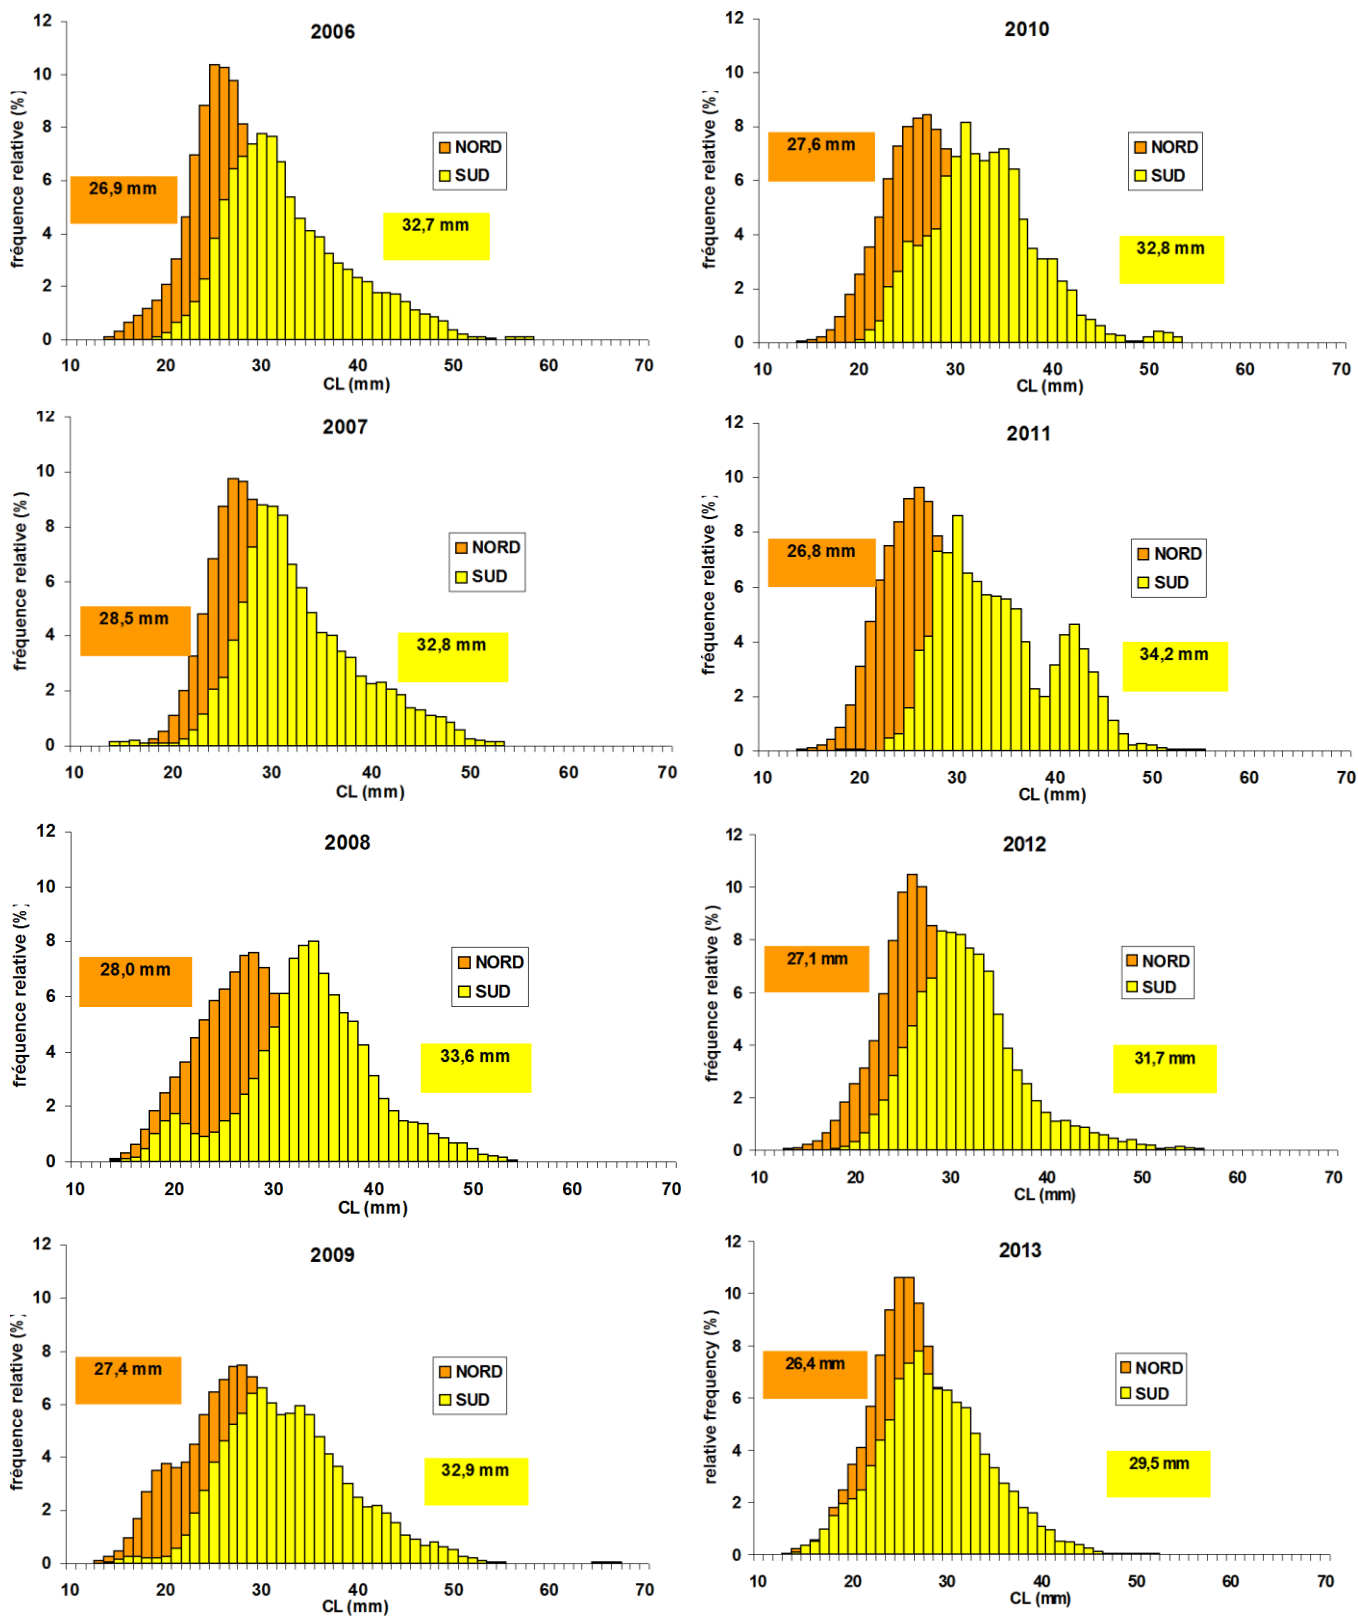 2006
fréquence relative (%)
12
10
8
6
4
2
0
NORD
SUD
26,9 mm
32,7 mm
10 20 30 40 50 60 70
CL (mm)
2010
fréquence relative (%)
12
10
8
6
4
2
0
NORD
SUD
27,6 mm
32,8 mm
10 20 30 40 50 60 70
CL (mm)
2007
fréquence relative (%)
12
10
8
6
4
2
0
NORD
SUD
28,5 mm
32,8 mm
10 20 30 40 50 60 70
CL (mm)
2011
fréquence relative (%)
12
10
8
6
4
2
0
NORD
SUD
26,8 mm
34,2 mm
10 20 30 40 50 60 70
CL (mm)
2008
fréquence relative (%)
12
10
8
6
4
2
0
NORD
SUD
28,0 mm
33,6 mm
10 20 30 40 50 60 70
CL (mm)
2012
fréquence relative (%)
12
10
8
6
4
2
0
NORD
SUD
27,1 mm
31,7 mm
10 20 30 40 50 60 70
CL (mm)
2009
fréquence relative (%)
12
10
8
6
4
2
0
NORD
SUD
27,4 mm
32,9 mm
10 20 30 40 50 60 70
CL (mm)
2013
relative frequency (%)
12
10
8
6
4
2
0
NORD
SUD
26,4 mm
29,5 mm
10 20 30 40 50 60 70
CL (mm)